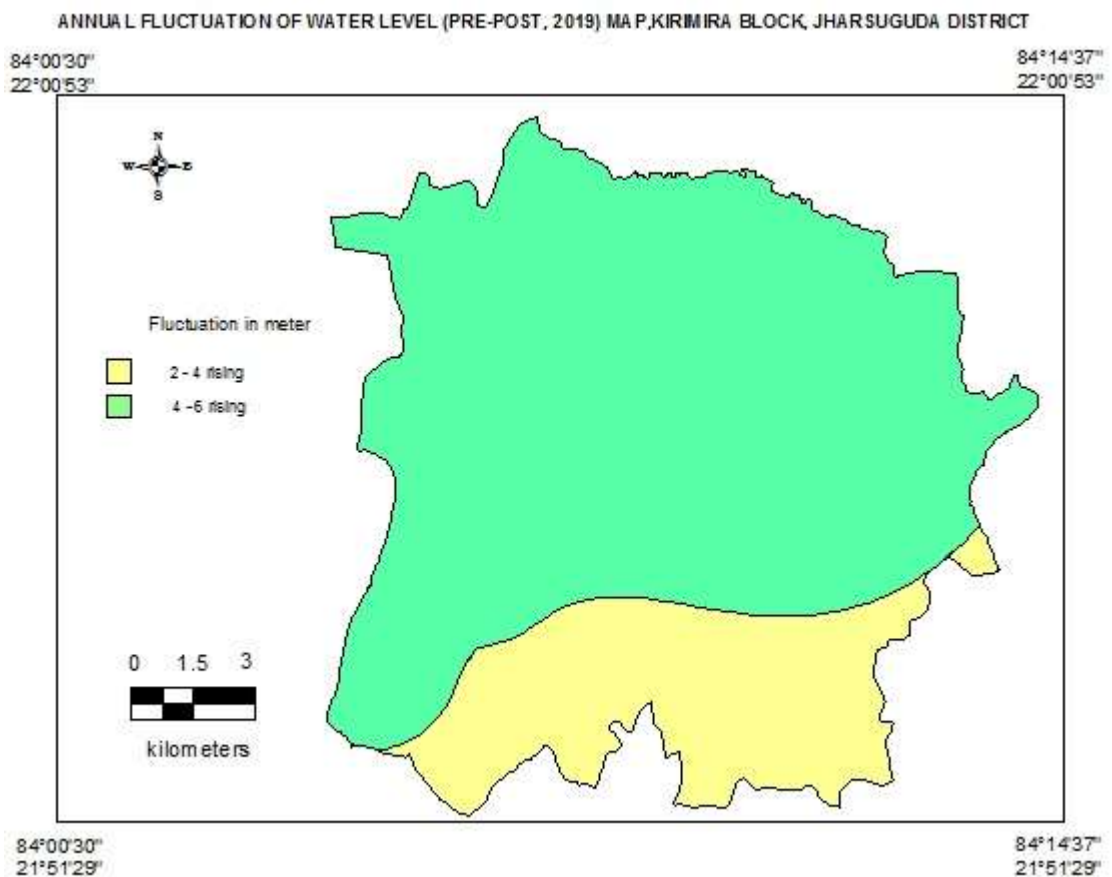 ANNUAL FLUCTUATION OF WATER LEVEL (PRE-POST, 2019) MAP,KIRIMIRA BLOCK, JHARSUGUDA DISTRICT
84°00'30" 84°14'37"
22°00'53" 22°00'53"
N
W E
S
Fluctuation in meter
2 - 4 rising
4 -6 rising
0 1.5 3
kilometers
84°00'30" 84°14'37"
21°51'29" 21°51'29"